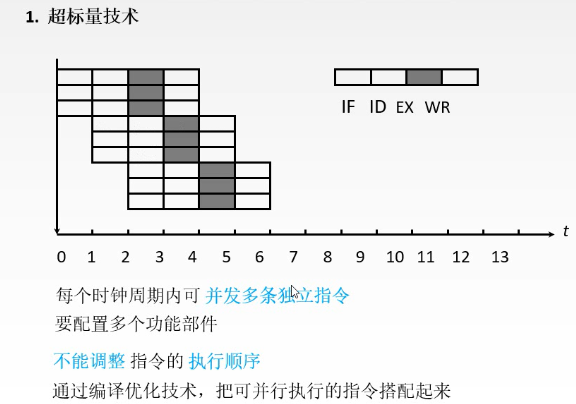 1. 超标量技术
IF ID EX WR
t
0 1 2 3 4 5 6 7 8 9 10 11 12 13
每个时钟周期内可 并发多条独立指令
要配置多个功能部件
不能调整 指令的 执行顺序
通过编译优化技术，把可并行执行的指令搭配起来